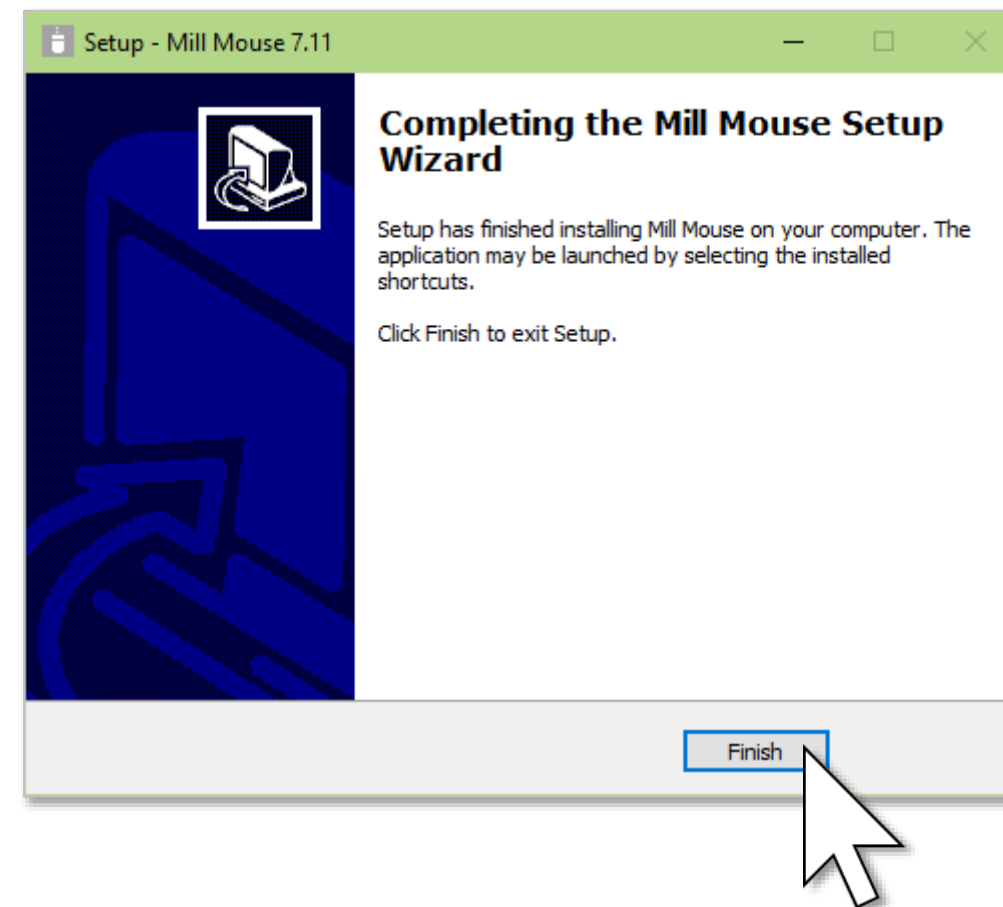 Setup - Mill Mouse 7.11
Completing the Mill Mouse Setup
Wizard
Setup has finished installing Mill Mouse on your computer. The
application may be launched by selecting the installed
shortcuts.
Click Finish to exit Setup.
Finish